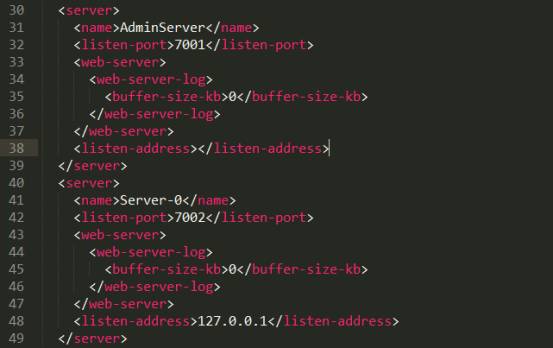 30 <server>
31 <name>AdminServer</name>
32 <listen-port>7001</listen-port>
33 <web-server>
34 <web-server-log>
35 <buffer-size-kb>0</buffer-size-kb>
36 </web-server-log>
37 </web-server>
38 <listen-address></listen-address>
39 </server>
40 <server>
41 <name>Server-0</name>
42 <listen-port>7002</listen-port>
43 <web-server>
44 <web-server-log>
45 <buffer-size-kb>0</buffer-size-kb>
46 </web-server-log>
47 </web-server>
48 <listen-address>127.0.0.1</listen-address>
49 </server>